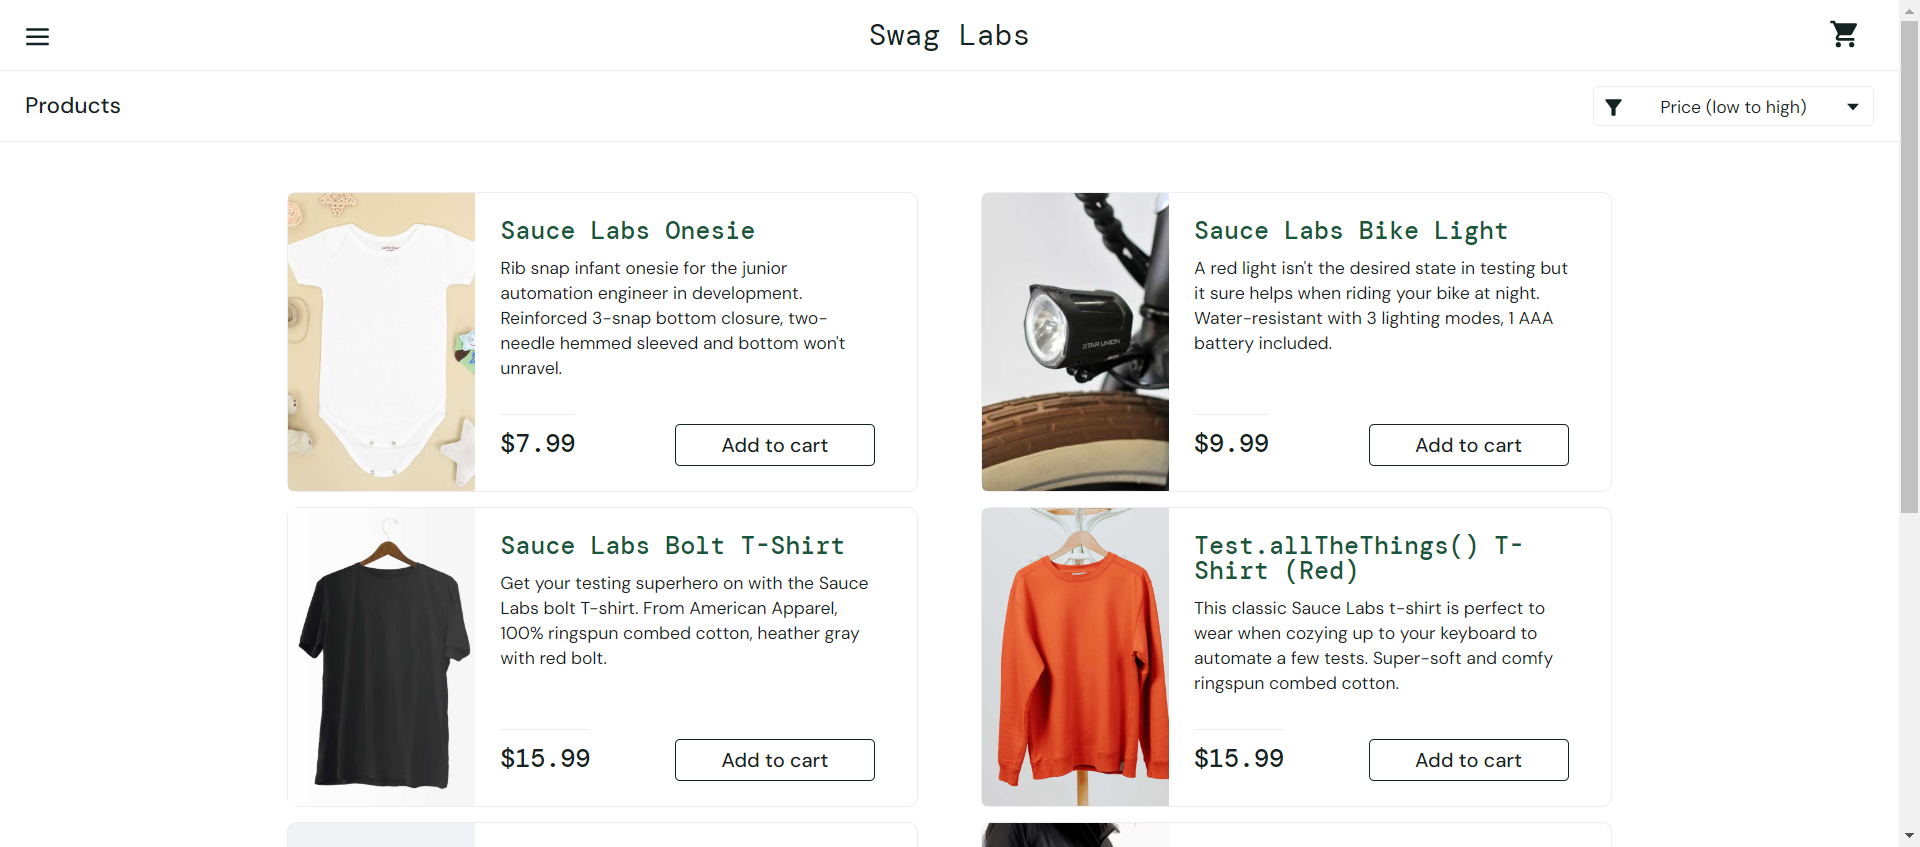 Swag Labs
Products
Price (low to high)
Sauce Labs Onesie
Rib snap infant onesie for the junior
automation engineer in development.
Reinforced 3-snap bottom closure, two-
needle hemmed sleeved and bottom won't
unravel.
$7.99
Add to cart
Sauce Labs Bike Light
A red light isn't the desired state in testing but
it sure helps when riding your bike at night.
Water-resistant with 3 lighting modes, 1 AAA
battery included.
STAR UNION
$9.99
Add to cart
Sauce Labs Bolt T-Shirt
Get your testing superhero on with the Sauce
Labs bolt T-shirt. From American Apparel,
100% ringspun combed cotton, heather gray
with red bolt.
$15.99
Add to cart
Test.allTheThings() T-
Shirt (Red)
This classic Sauce Labs t-shirt is perfect to
wear when cozying up to your keyboard to
automate a few tests. Super-soft and comfy
ringspun combed cotton.
$15.99
Add to cart